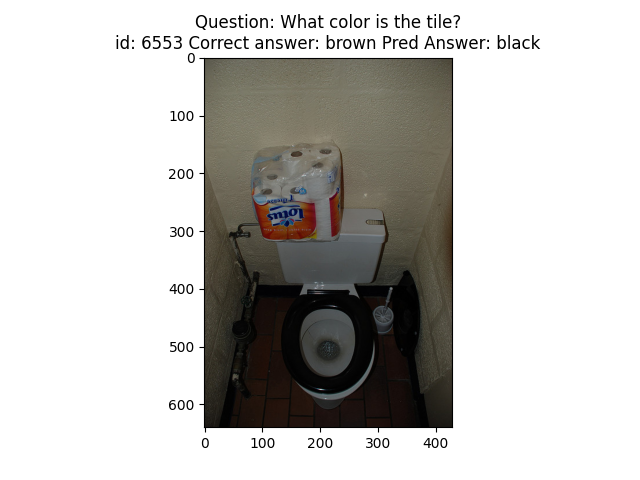 Question: What color is the tile?
id: 6553 Correct answer: brown Pred Answer: black
0
100
200
300
400
500
600
lotus
0 100 200 300 400